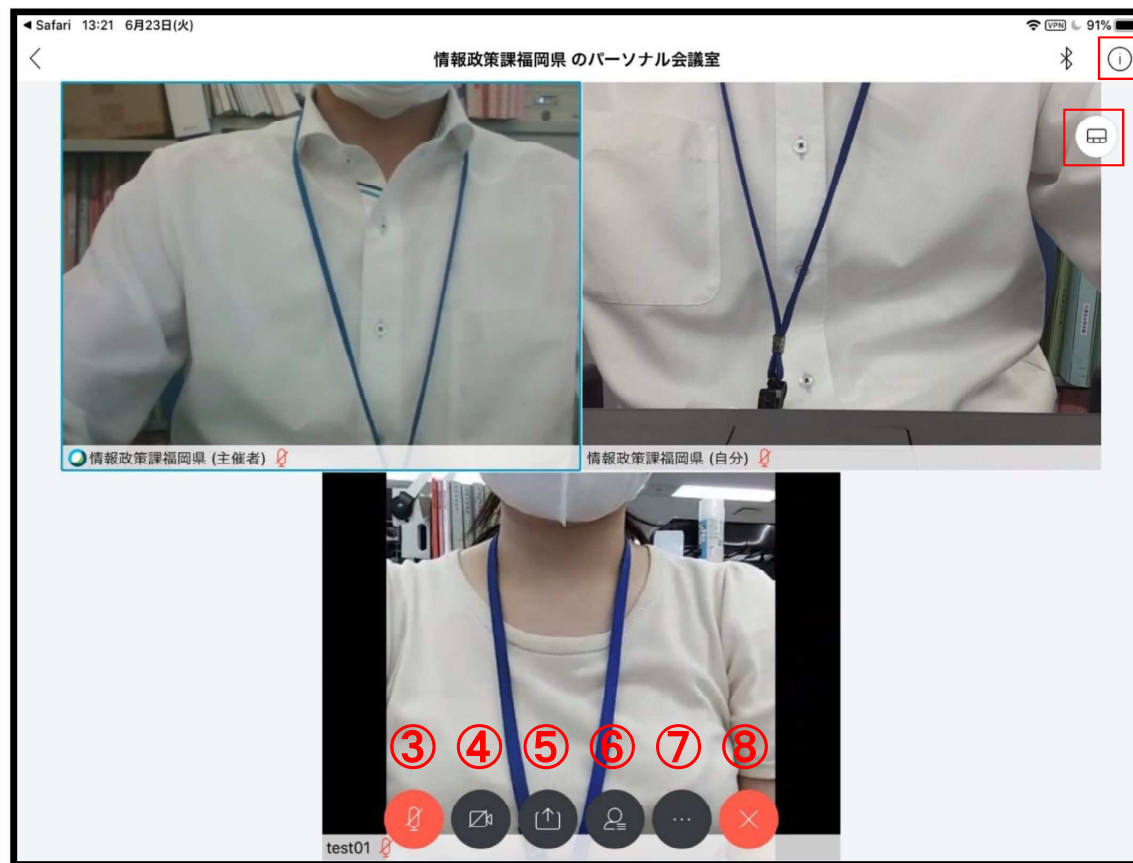 Safari 13:21 6月23日(火) VPN 91%
情報政策課福岡県 のパーソナル会議室
情報政策課福岡県 (主催者) 情報政策課福岡県 (自分)
③ ④ ⑤ ⑥ ⑦ ⑧
test01